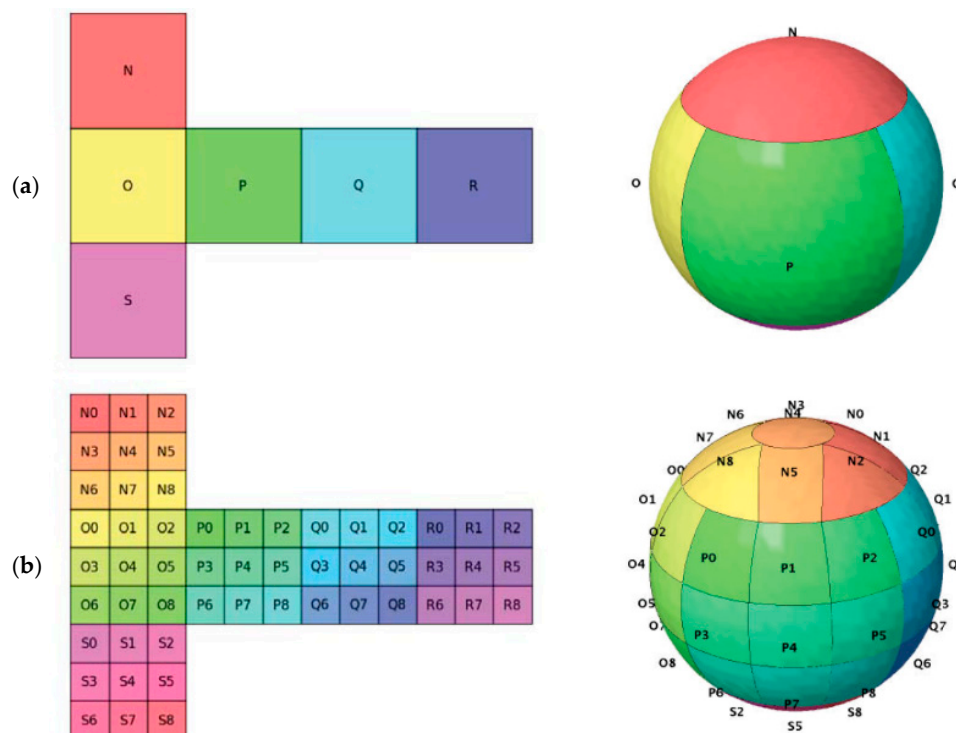 N
N
(a)
O
P
Q
R
O
P
S
N0 N1 N2
N3 N4 N5
N6 N7 N8
O0 O1 O2 P0 P1 P2 Q0 Q1 Q2 R0 R1 R2
(b)
O3 O4 O5 P3 P4 P5 Q3 Q4 Q5 R3 R4 R5
O6 O7 O8 P6 P7 P8 Q6 Q7 Q8 R6 R7 R8
S0 S1 S2
S3 S4 S5
S6 S7 S8
N3
N6 N4 N0
N7 N1
O0 N8 N5 N2 Q2
O1 Q1
O2 P0 P1 P2 Q0
O4
O5 Q3
O7 P3 P4 P5 Q7
O8 Q6
P6 P7 P8
S2 S8
S5